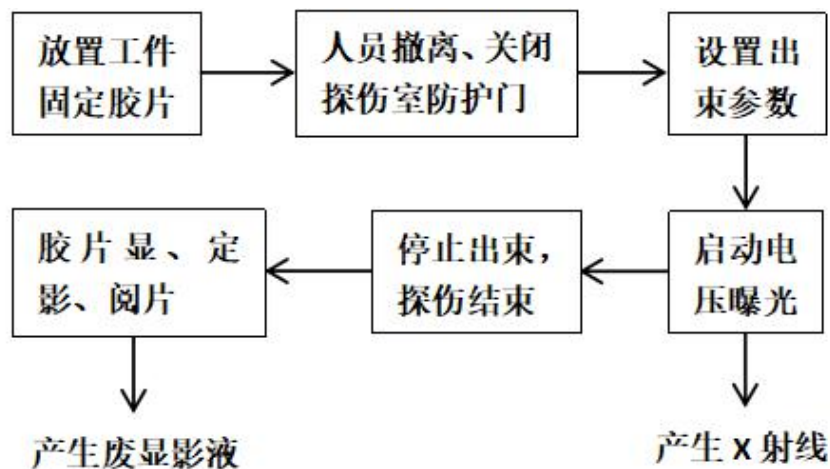 放置工件
固定胶片
人员撤离、关闭
探伤室防护门
设置出
束参数
启动电
压曝光
停止出束，
探伤结束
胶片显、定
影、阅片
产生废显影液
产生X射线